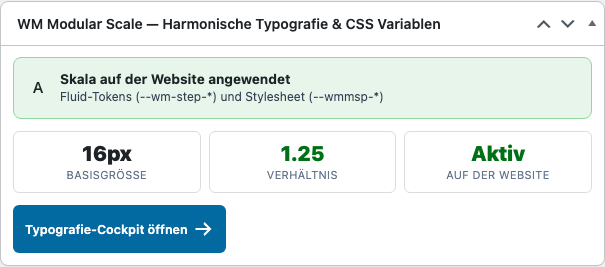 WM Modular Scale — Harmonische Typografie & CSS Variablen
A
Skala auf der Website angewendet
Fluid-Tokens (--wm-step-*) und Stylesheet (--wmmsp-*)
16px
BASISGRÖSSE
1.25
VERHÄLTNIS
Aktiv
AUF DER WEBSITE
Typografie-Cockpit öffnen →